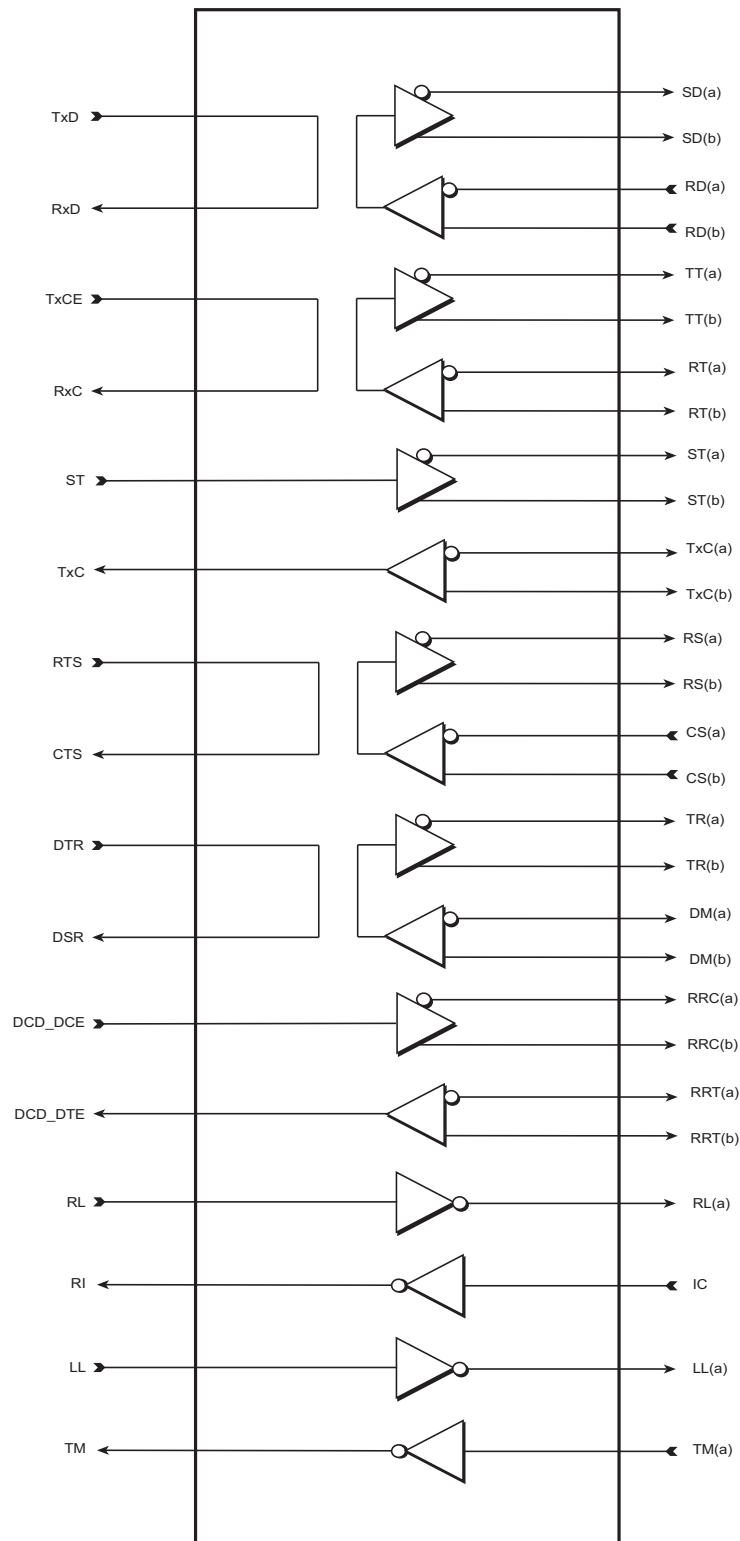 TxD
SD(a)
SD(b)
RxD
RD(a)
RD(b)
TxCE
TT(a)
TT(b)
RxC
RT(a)
RT(b)
ST
ST(a)
ST(b)
TxC
TxC(a)
TxC(b)
RTS
RS(a)
RS(b)
CTS
CS(a)
CS(b)
DTR
TR(a)
TR(b)
DSR
DM(a)
DM(b)
DCD_DCE
RRC(a)
RRC(b)
DCD_DTE
RRT(a)
RRT(b)
RL
RL(a)
RI
IC
LL
LL(a)
TM
TM(a)